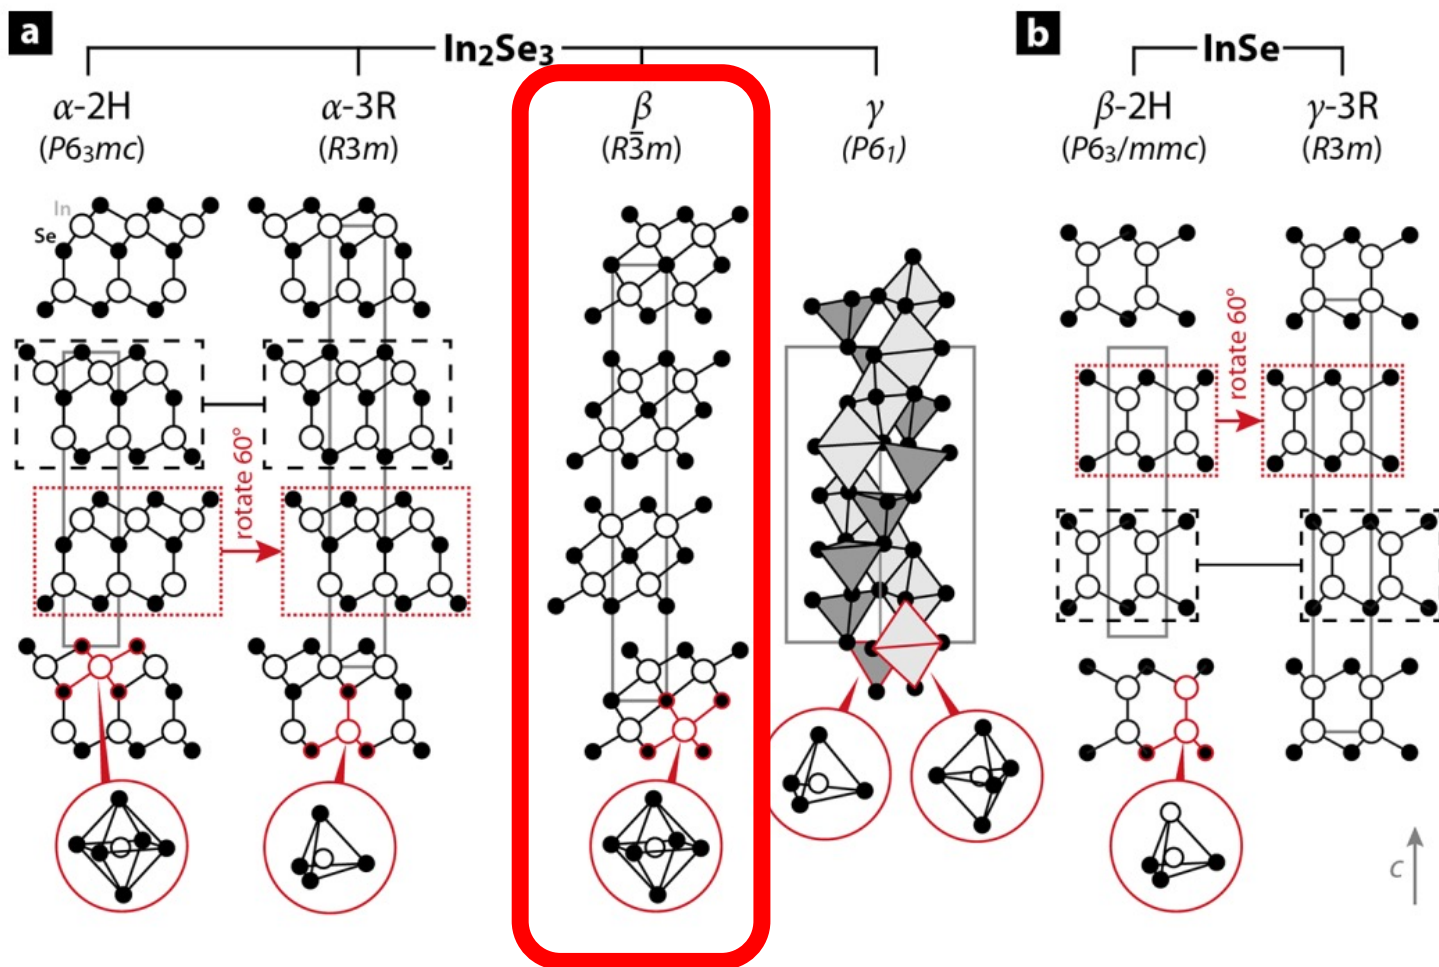 a
In₂Se₃
b
InSe
α-2H
α-3R
β
γ
β-2H
γ-3R
(P6₃mc)
(R3m)
(R3̄m)
(P6₁)
(P6₃/mmc)
(R3m)
In
Se
rotate 60°
rotate 60°
c